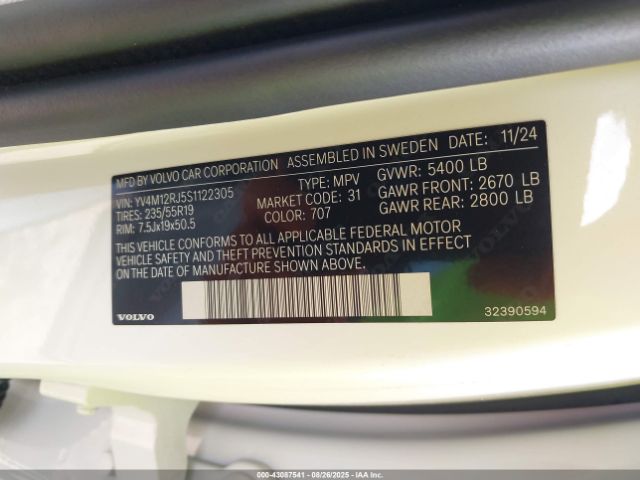 MFD BY VOLVO CAR CORPORATION ASSEMBLED IN SWEDEN DATE: 11/24
VIN: YV4M12RJ5S1122305 TYPE: MPV GVWR: 5400 LB
TIRES: 235/55R19 MARKET CODE: 31 GAWR FRONT: 2670 LB
RIM: 7.5Jx19x50.5 COLOR: 707 GAWR REAR: 2800 LB
THIS VEHICLE CONFORMS TO ALL APPLICABLE FEDERAL MOTOR
VEHICLE SAFETY AND THEFT PREVENTION STANDARDS IN EFFECT
ON THE DATE OF MANUFACTURE SHOWN ABOVE.
VOLVO 32390594
000-43087541 - 08/26/2025 - IAAI.com